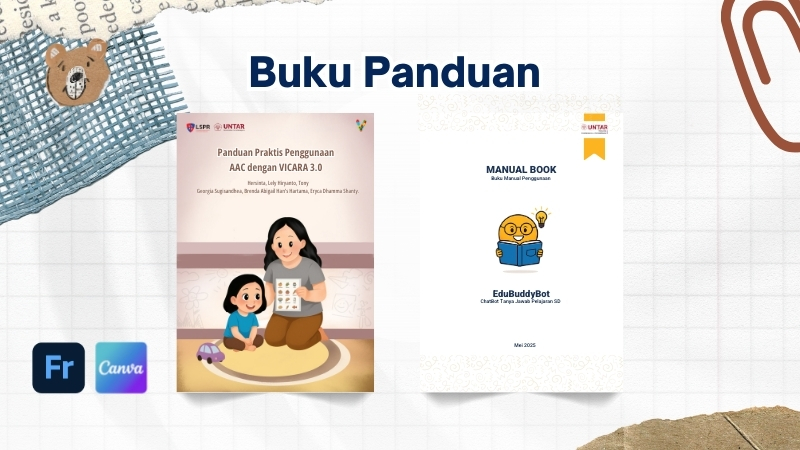 Buku Panduan
LSPR UNTAR
Panduan Praktis Penggunaan
AAC dengan VICARA 3.0
Hersinta, Lely Hiryanto, Tony
Georgia Sugisandhea, Brenda Abigail Han's Hartama, Eryca Dhamma Shanty
UNTAR
MANUAL BOOK
Buku Manual Penggunaan
EduBuddyBot
ChatBot Tanya Jawab Pelajaran SD
Mei 2025
Fr
Canva